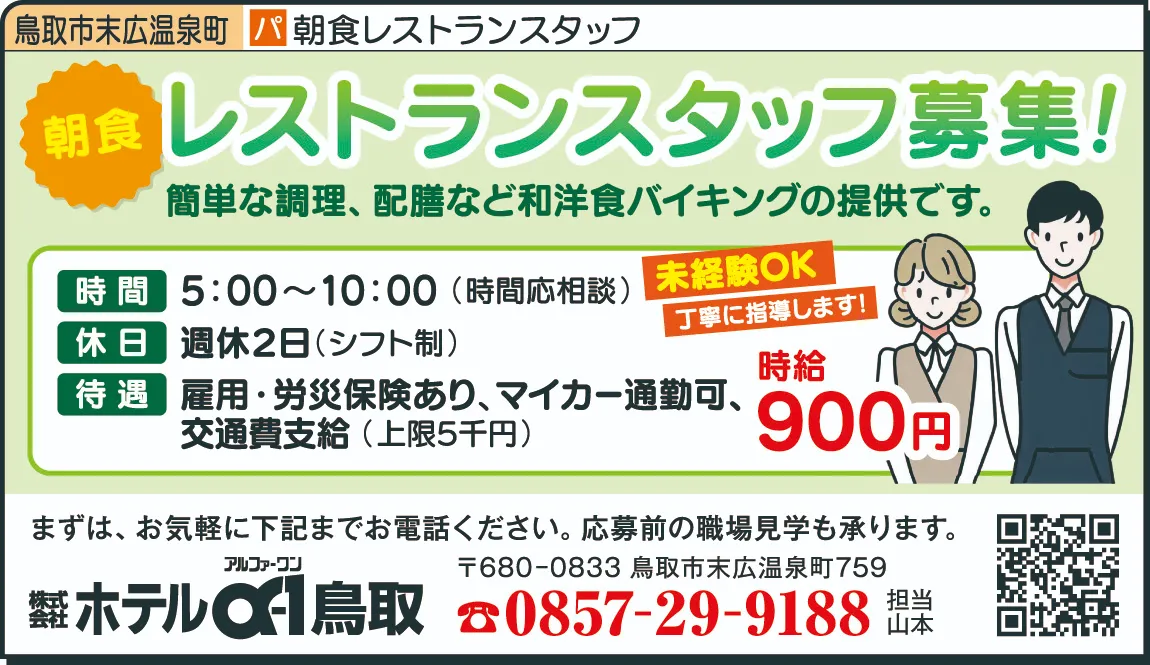 鳥取市末広温泉町 パ 朝食レストランスタッフ
朝食 レストランスタッフ募集!
簡単な調理、配膳など和洋食バイキングの提供です。
時間 5:00〜10:00(時間応相談)
未経験OK
丁寧に指導します!
休日 週休2日(シフト制)
待遇 雇用・労災保険あり、マイカー通勤可、
交通費支給(上限5千円)
時給
900円
まずは、お気軽に下記までお電話ください。応募前の職場見学も承ります。
アルファーワン
株式会社 ホテルα-1鳥取
〒680-0833 鳥取市末広温泉町759
☎0857-29-9188 担当
山本